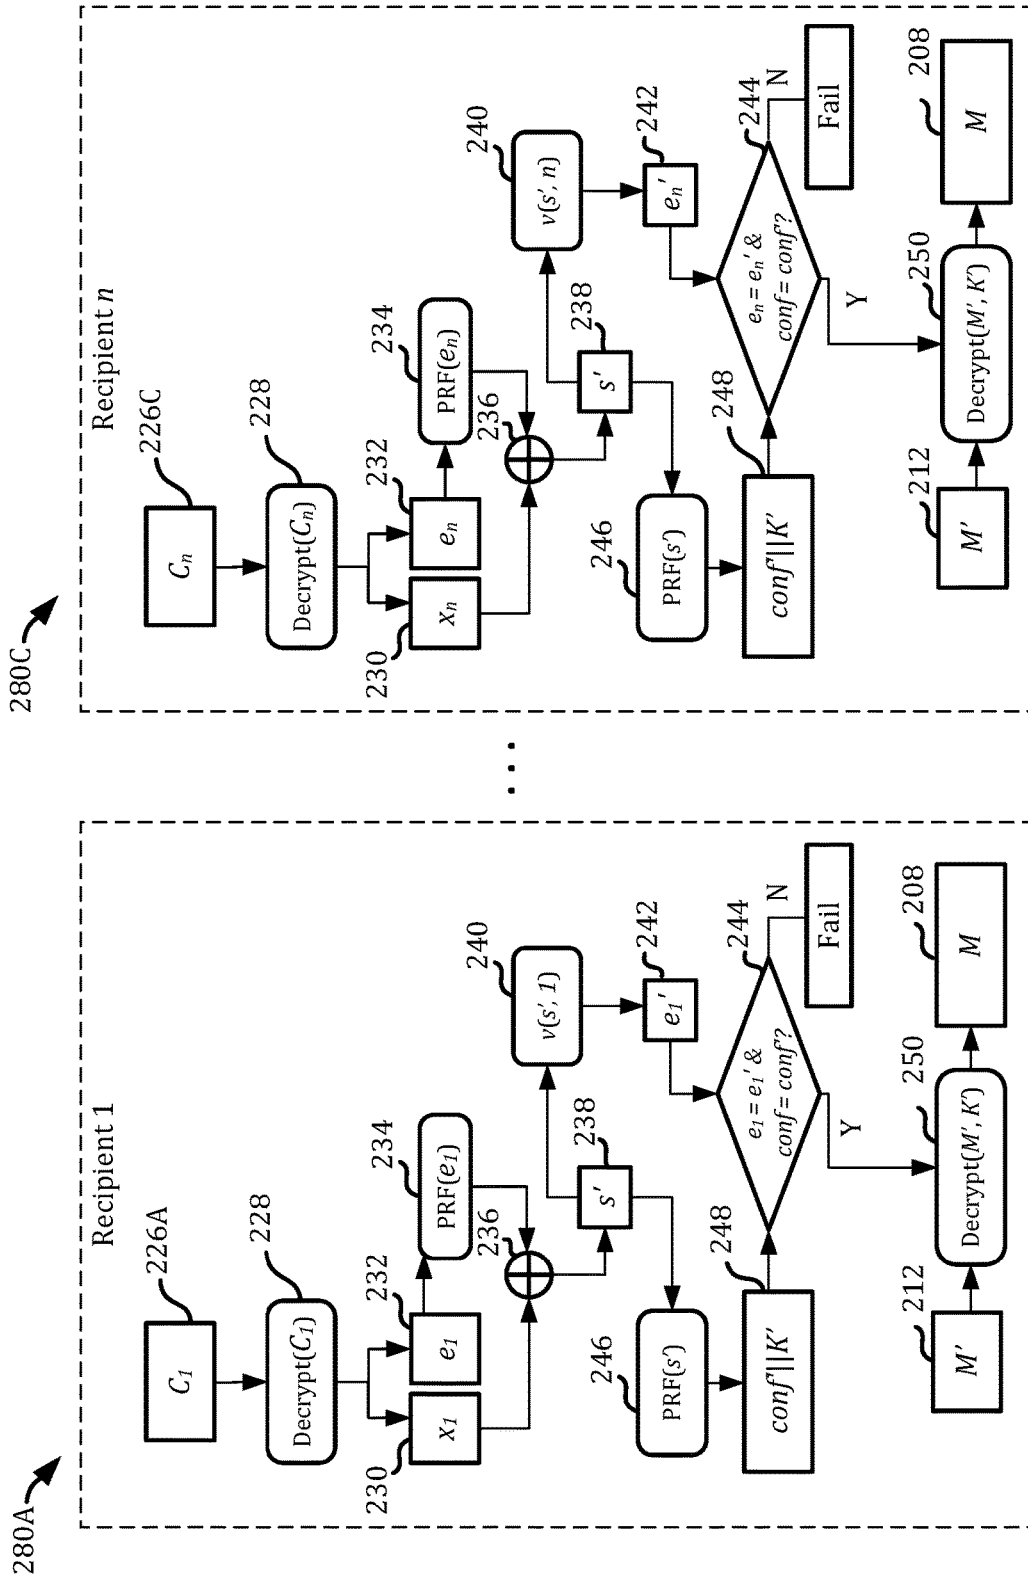 280A
280C
Recipient 1
226A
C1
228
Decrypt(C1)
230
232
x1
e1
234
PRF(e1)
236
238
s'
240
v(s', 1)
242
e1'
246
PRF(s')
248
conf'||K'
244
e1 = e1' &
conf = conf'?
N
Fail
Y
212
M'
250
Decrypt(M', K')
208
M
...
Recipient n
226C
Cn
228
Decrypt(Cn)
230
232
xn
en
234
PRF(en)
236
238
s'
240
v(s', n)
242
en'
246
PRF(s')
248
conf'||K'
244
en = en' &
conf = conf'?
N
Fail
Y
212
M'
250
Decrypt(M', K')
208
M